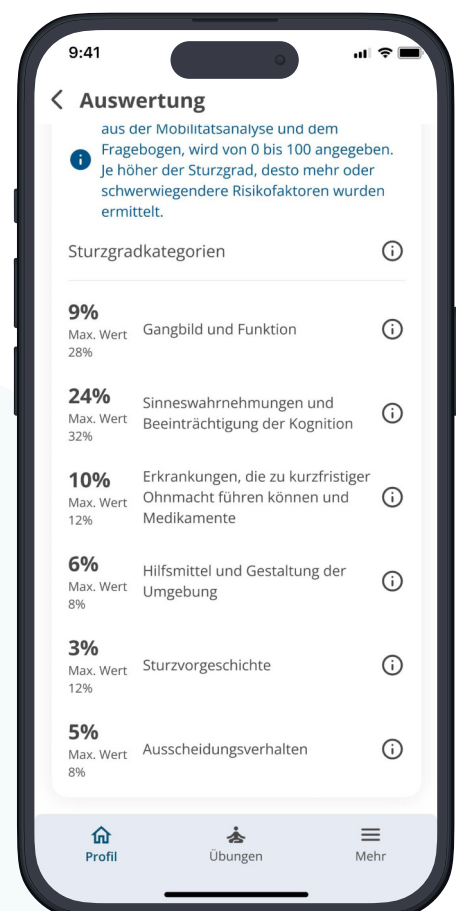 9:41
Auswertung
aus der Mobilitätsanalyse und dem
Fragebogen, wird von 0 bis 100 angegeben.
Je höher der Sturzgrad, desto mehr oder
schwerwiegendere Risikofaktoren wurden
ermittelt.
Sturzgradkategorien
9%
Max. Wert
28%
Gangbild und Funktion
24%
Max. Wert
32%
Sinneswahrnehmungen und
Beeinträchtigung der Kognition
10%
Max. Wert
12%
Erkrankungen, die zu kurzfristiger
Ohnmacht führen können und
Medikamente
6%
Max. Wert
8%
Hilfsmittel und Gestaltung der
Umgebung
3%
Max. Wert
12%
Sturzvorgeschichte
5%
Max. Wert
8%
Ausscheidungsverhalten
Profil
Übungen
Mehr